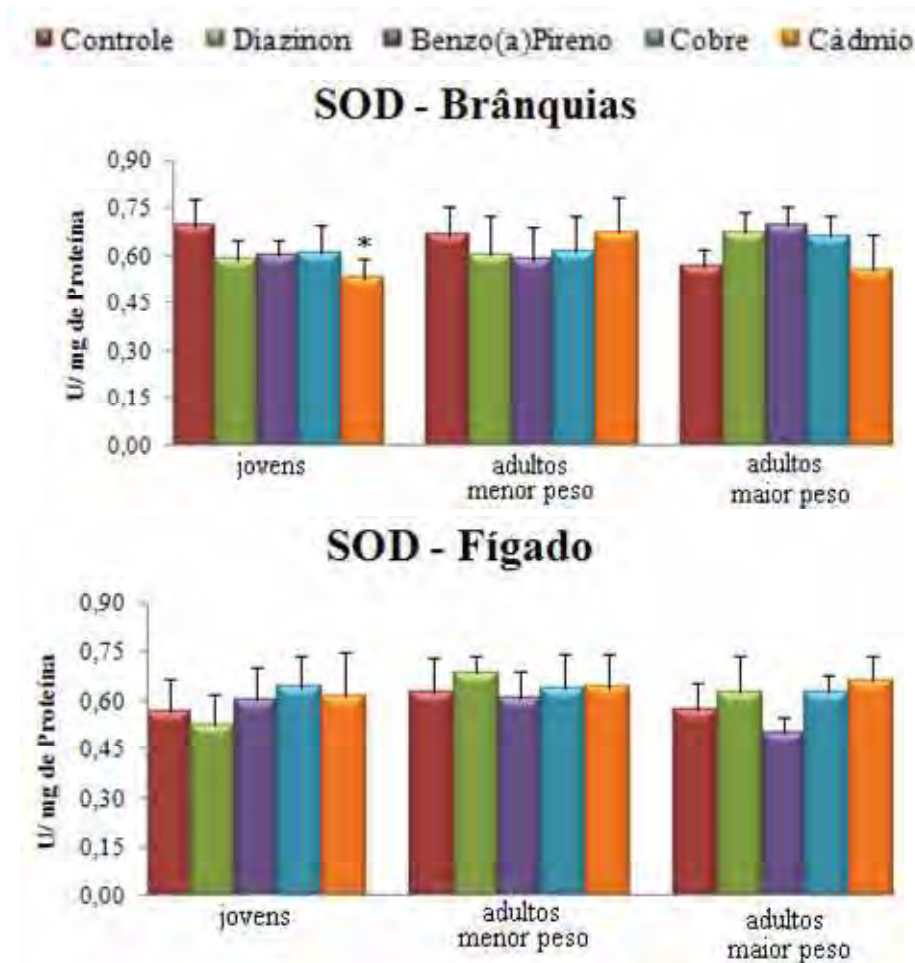 Controle Diazinon Benzo(a)Pireno Cobre Cádmio
SOD - Brânquias
U/ mg de Proteína
0,90
0,75
0,60
0,45
0,30
0,15
0,00
*
jovens
adultos
menor peso
adultos
maior peso
SOD - Fígado
U/ mg de Proteína
0,90
0,75
0,60
0,45
0,30
0,15
0,00
jovens
adultos
menor peso
adultos
maior peso